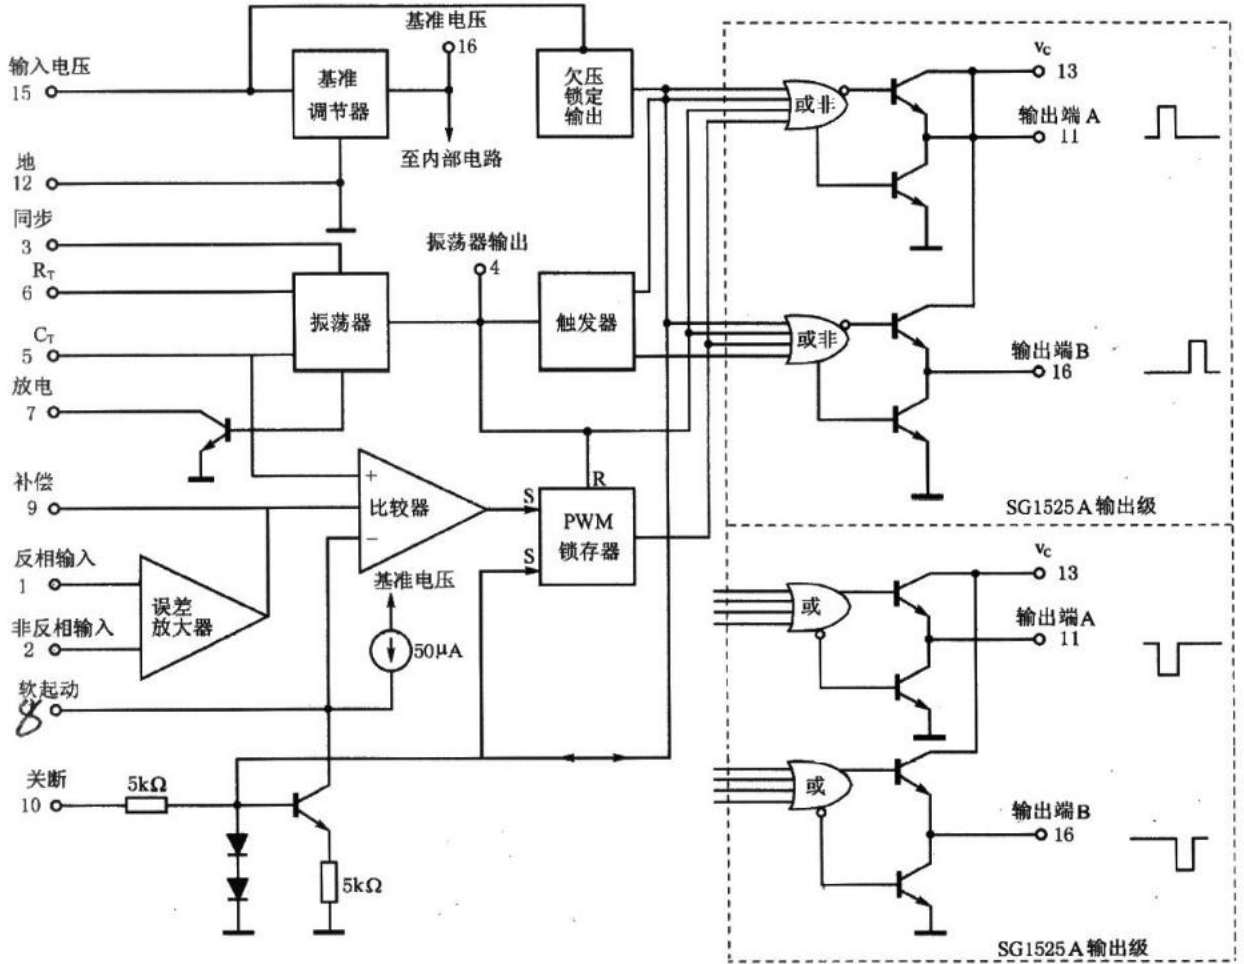 输入电压
15
地
12
同步
3
R_T
6
C_T
5
放电
7
补偿
9
反相输入
1
非反相输入
2
软起动
8
关断
10
5kΩ
5kΩ
基准
调节器
基准电压
16
至内部电路
欠压
锁定
输出
振荡器
振荡器输出
4
触发器
+
比较器
−
S
R
S
PWM
锁存器
误差
放大器
基准电压
50μA
或非
v_C
13
输出端A
11
或非
输出端B
16
SG1525A输出级
或
v_C
13
输出端A
11
或
输出端B
16
SG1525A输出级